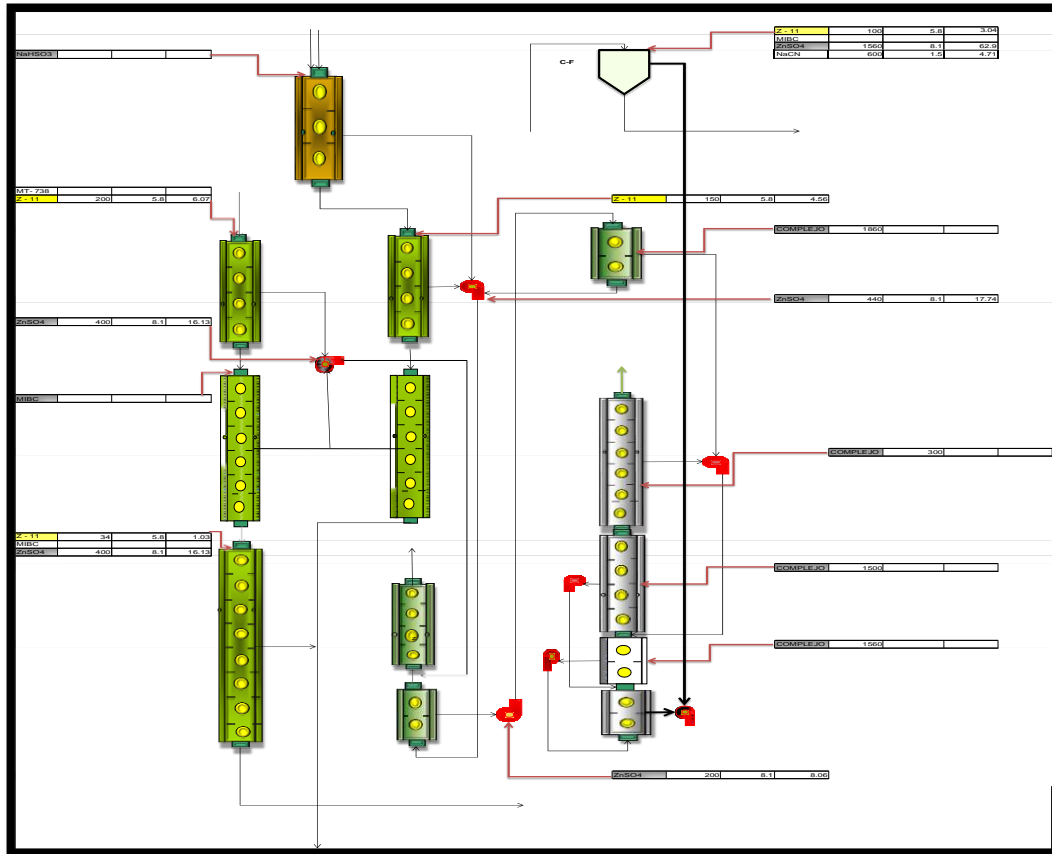 Z - 11 100 5.8 3.04
MIBC
ZnSO4 1560 8.1 62.9
NaCN 600 1.5 4.71
NaHSO3
C-F
MT- 738
Z - 11 200 5.8 6.07
Z - 11 150 5.8 4.56
COMPLEJO 1860
ZnSO4 440 8.1 17.74
ZnSO4 400 8.1 16.13
MIBC
COMPLEJO 300
Z - 11 34 5.8 1.03
MIBC
ZnSO4 400 8.1 16.13
COMPLEJO 1500
COMPLEJO 1560
ZnSO4 200 8.1 8.06